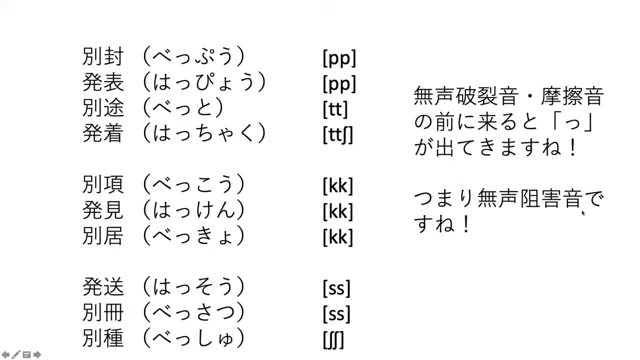 別封 （べっぷう） [pp]
発表 （はっぴょう） [pp]
別途 （べっと） [tt]
発着 （はっちゃく） [ttʃ]
別項 （べっこう） [kk]
発見 （はっけん） [kk]
別居 （べっきょ） [kk]
発送 （はっそう） [ss]
別冊 （べっさつ） [ss]
別種 （べっしゅ） [ʃʃ]
無声破裂音・摩擦音
の前に来ると「っ」
が出てきますね！
つまり無声阻害音で
すね！